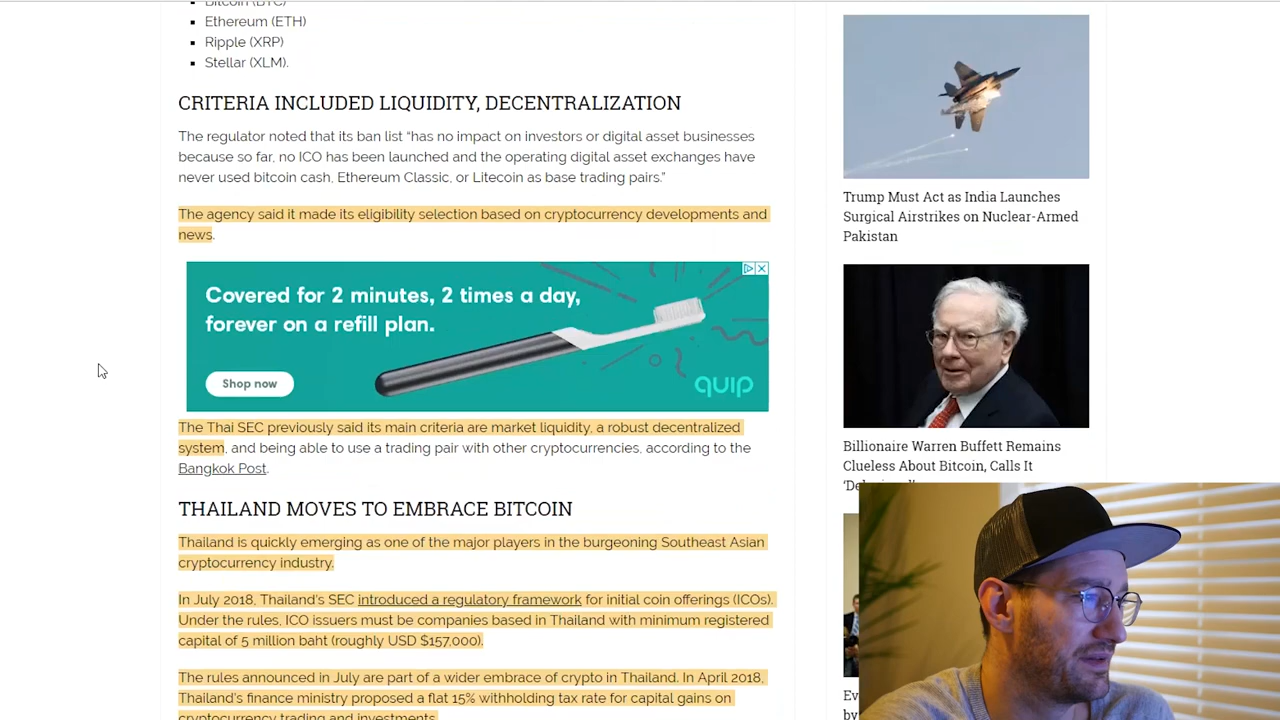 Bitcoin (BTC)
Ethereum (ETH)
Ripple (XRP)
Stellar (XLM).
CRITERIA INCLUDED LIQUIDITY, DECENTRALIZATION
The regulator noted that its ban list “has no impact on investors or digital asset businesses
because so far, no ICO has been launched and the operating digital asset exchanges have
never used bitcoin cash, Ethereum Classic, or Litecoin as base trading pairs.”
The agency said it made its eligibility selection based on cryptocurrency developments and
news.
Covered for 2 minutes, 2 times a day,
forever on a refill plan.
Shop now
quip
The Thai SEC previously said its main criteria are market liquidity, a robust decentralized
system, and being able to use a trading pair with other cryptocurrencies, according to the
Bangkok Post.
THAILAND MOVES TO EMBRACE BITCOIN
Thailand is quickly emerging as one of the major players in the burgeoning Southeast Asian
cryptocurrency industry.
In July 2018, Thailand’s SEC introduced a regulatory framework for initial coin offerings (ICOs).
Under the rules, ICO issuers must be companies based in Thailand with minimum registered
capital of 5 million baht (roughly USD $157,000).
The rules announced in July are part of a wider embrace of crypto in Thailand. In April 2018,
Thailand’s finance ministry proposed a flat 15% withholding tax rate for capital gains on
cryptocurrency trading and investments.
Trump Must Act as India Launches
Surgical Airstrikes on Nuclear-Armed
Pakistan
Billionaire Warren Buffett Remains
Clueless About Bitcoin, Calls It
Ev
by